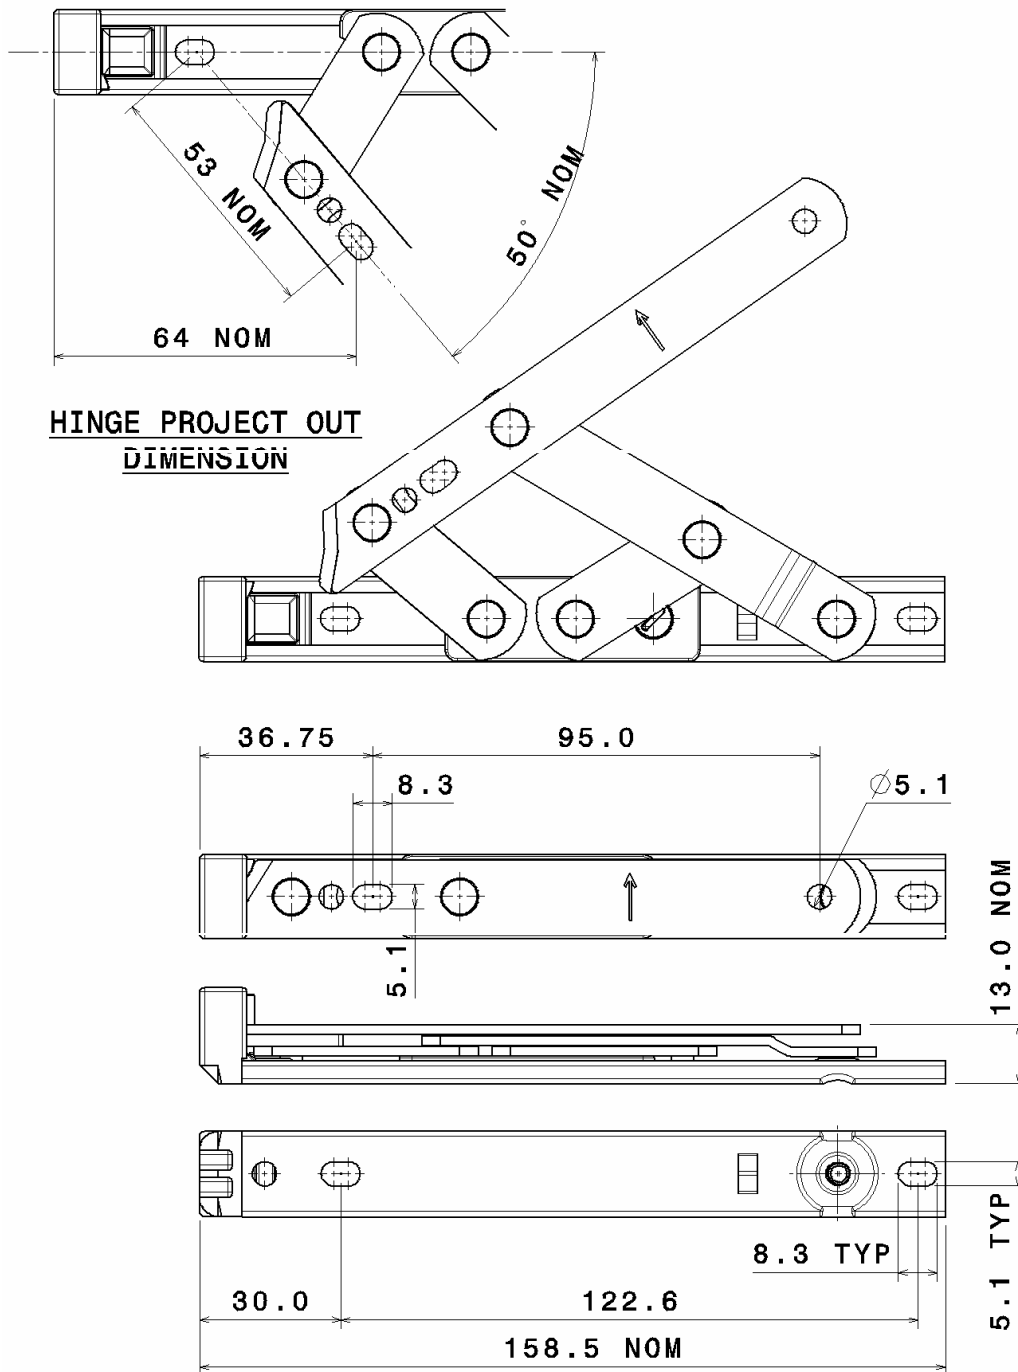 53 NOM
50° NOM
64 NOM
HINGE PROJECT OUT
DIMENSION
36.75
95.0
8.3
∅5.1
5.1
13.0 NOM
8.3 TYP
5.1 TYP
30.0
122.6
158.5 NOM